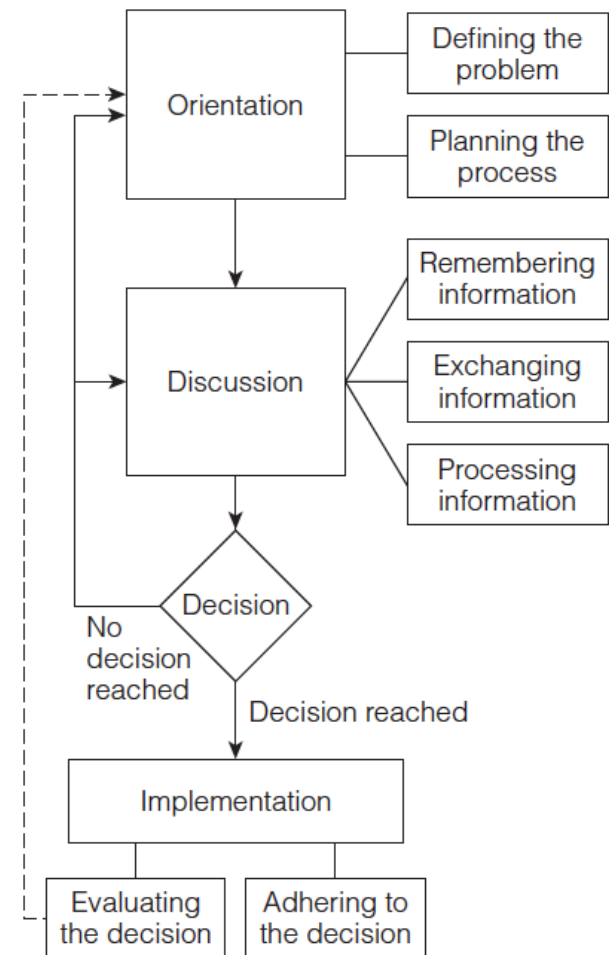 Orientation
Defining the
problem
Planning the
process
Discussion
Remembering
information
Exchanging
information
Processing
information
Decision
No
decision
reached
Decision reached
Implementation
Evaluating
the decision
Adhering to
the decision